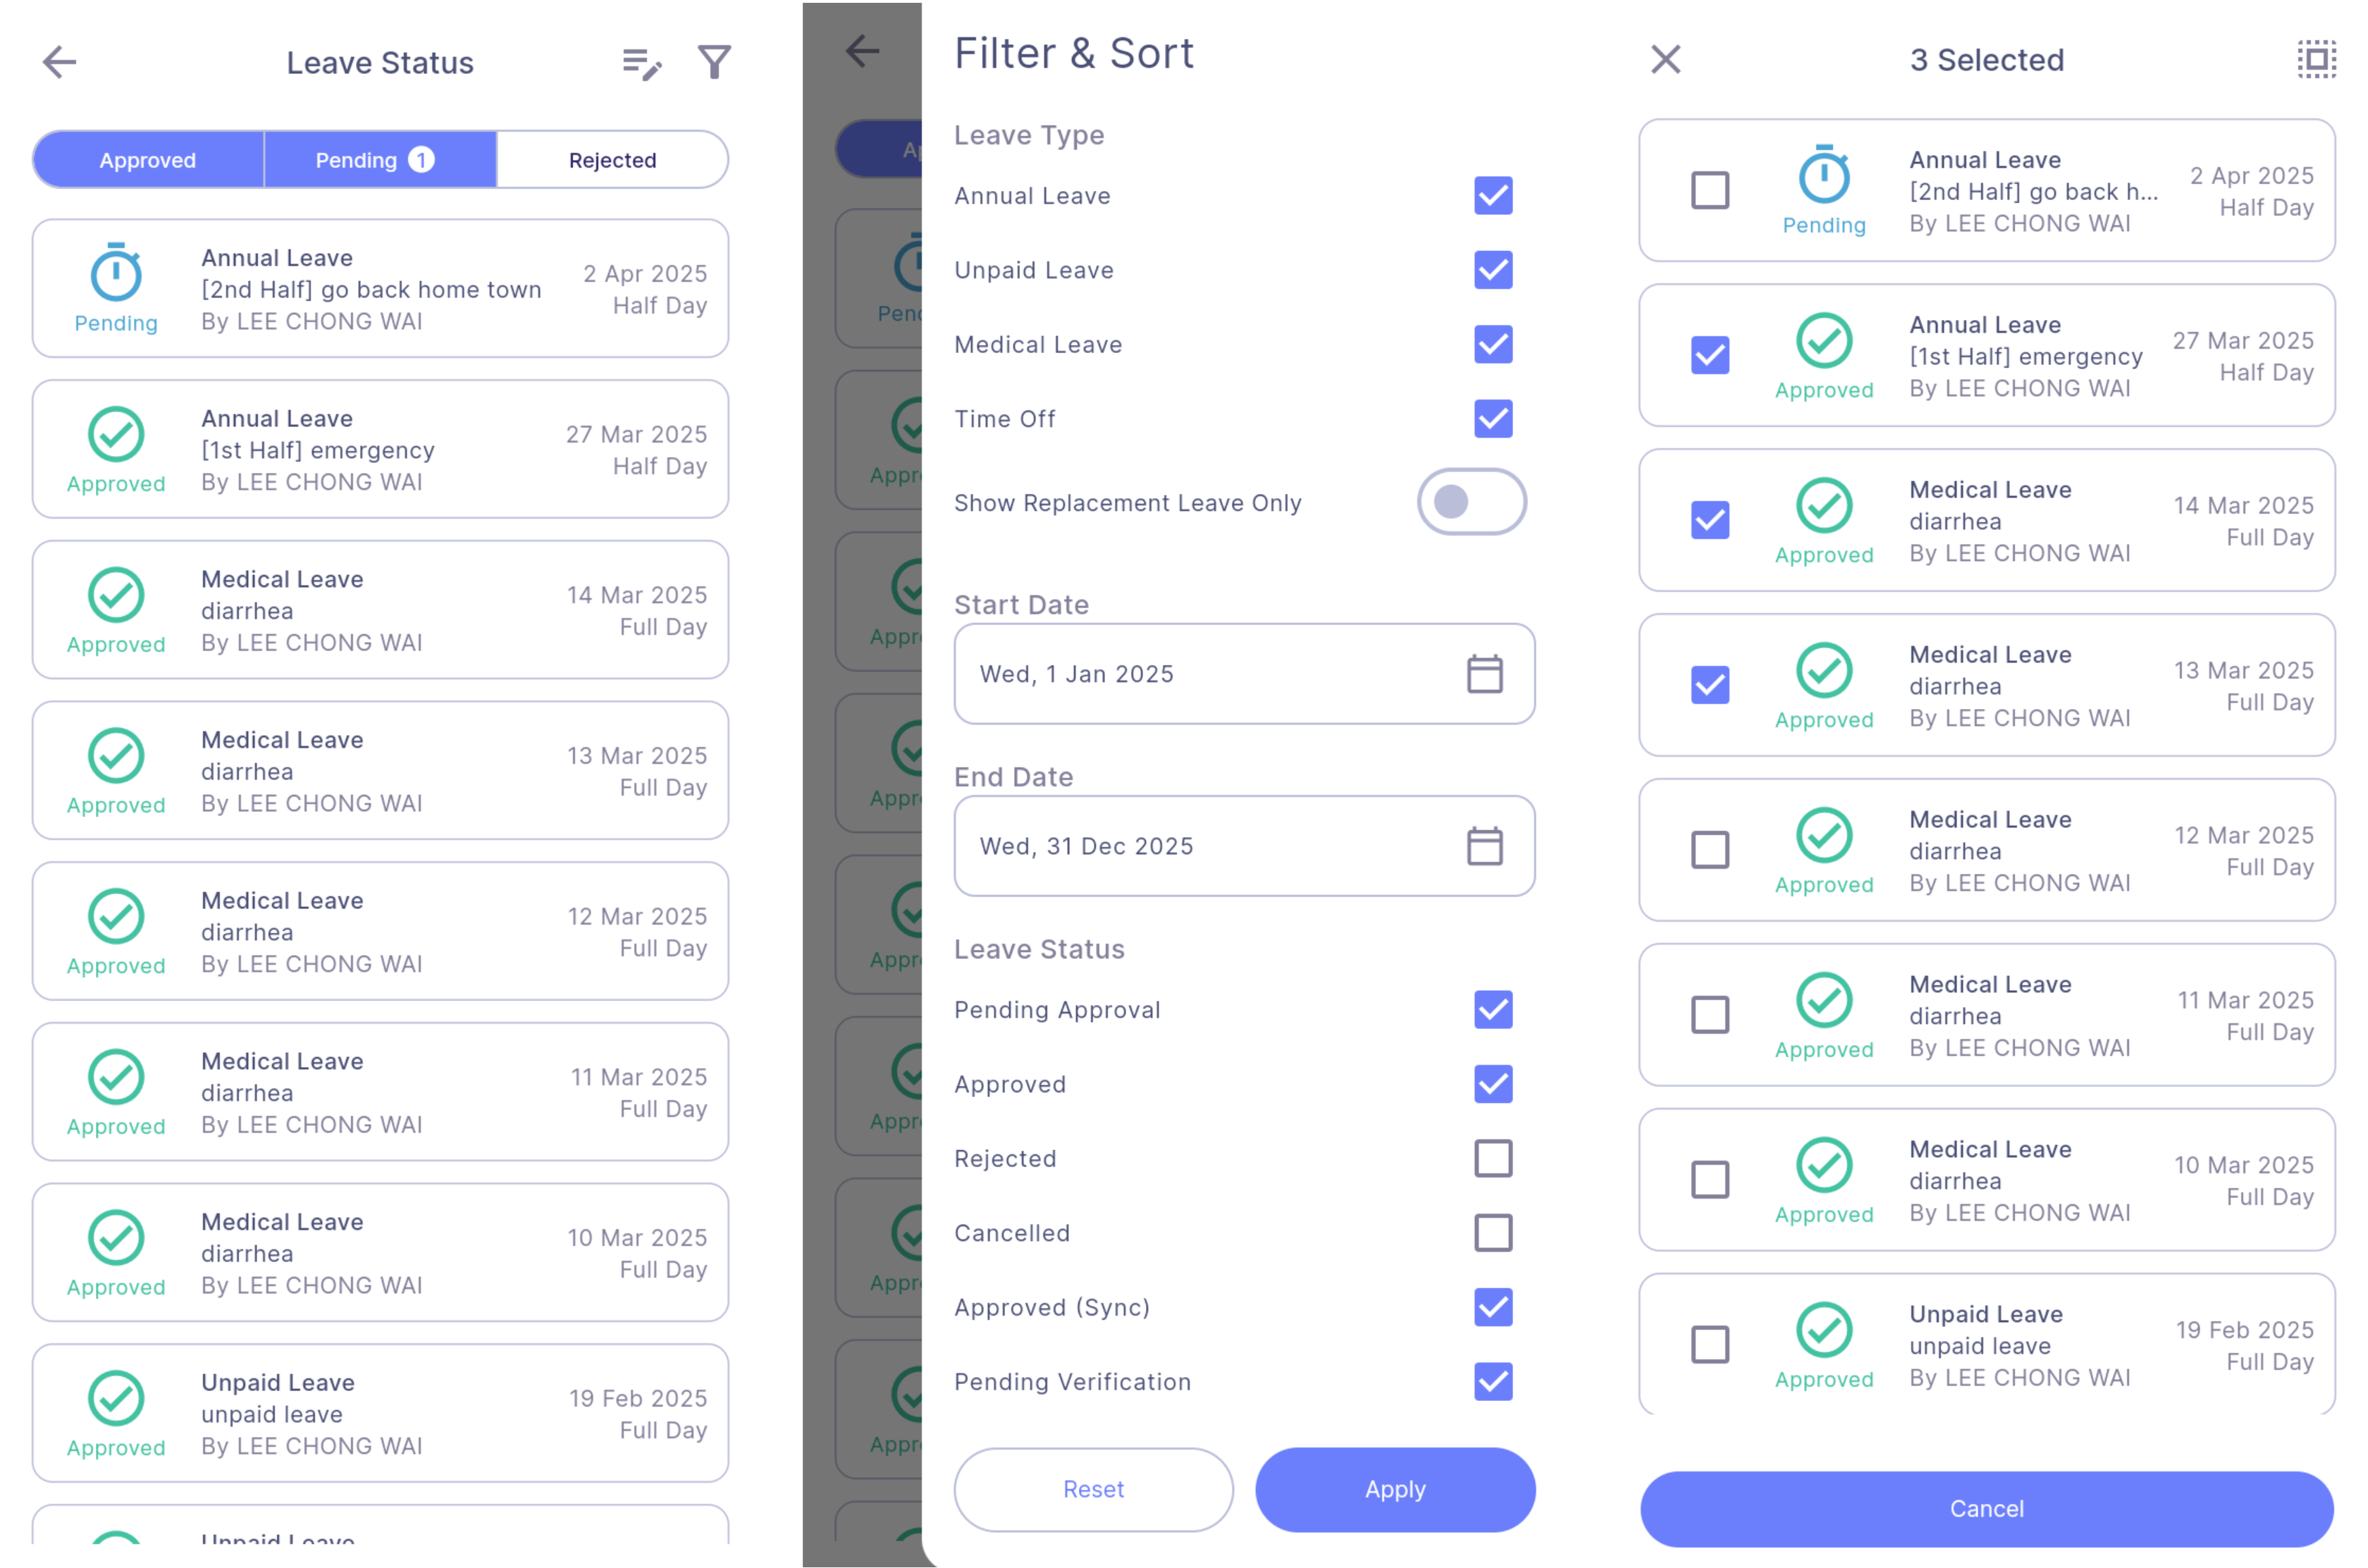 Leave Status
Approved
Pending 1
Rejected
Annual Leave
[2nd Half] go back home town
By LEE CHONG WAI
2 Apr 2025
Half Day
Pending
Annual Leave
[1st Half] emergency
By LEE CHONG WAI
27 Mar 2025
Half Day
Approved
Medical Leave
diarrhea
By LEE CHONG WAI
14 Mar 2025
Full Day
Approved
Medical Leave
diarrhea
By LEE CHONG WAI
13 Mar 2025
Full Day
Approved
Medical Leave
diarrhea
By LEE CHONG WAI
12 Mar 2025
Full Day
Approved
Medical Leave
diarrhea
By LEE CHONG WAI
11 Mar 2025
Full Day
Approved
Medical Leave
diarrhea
By LEE CHONG WAI
10 Mar 2025
Full Day
Approved
Unpaid Leave
unpaid leave
By LEE CHONG WAI
19 Feb 2025
Full Day
Approved
Unpaid Leave
Ap
Pend
Appr
Appr
Appr
Appr
Appr
Appr
Appr
Filter & Sort
Leave Type
Annual Leave
Unpaid Leave
Medical Leave
Time Off
Show Replacement Leave Only
Start Date
Wed, 1 Jan 2025
End Date
Wed, 31 Dec 2025
Leave Status
Pending Approval
Approved
Rejected
Cancelled
Approved (Sync)
Pending Verification
Reset
Apply
3 Selected
Annual Leave
[2nd Half] go back h...
By LEE CHONG WAI
2 Apr 2025
Half Day
Pending
Annual Leave
[1st Half] emergency
By LEE CHONG WAI
27 Mar 2025
Half Day
Approved
Medical Leave
diarrhea
By LEE CHONG WAI
14 Mar 2025
Full Day
Approved
Medical Leave
diarrhea
By LEE CHONG WAI
13 Mar 2025
Full Day
Approved
Medical Leave
diarrhea
By LEE CHONG WAI
12 Mar 2025
Full Day
Approved
Medical Leave
diarrhea
By LEE CHONG WAI
11 Mar 2025
Full Day
Approved
Medical Leave
diarrhea
By LEE CHONG WAI
10 Mar 2025
Full Day
Approved
Unpaid Leave
unpaid leave
By LEE CHONG WAI
19 Feb 2025
Full Day
Approved
Cancel